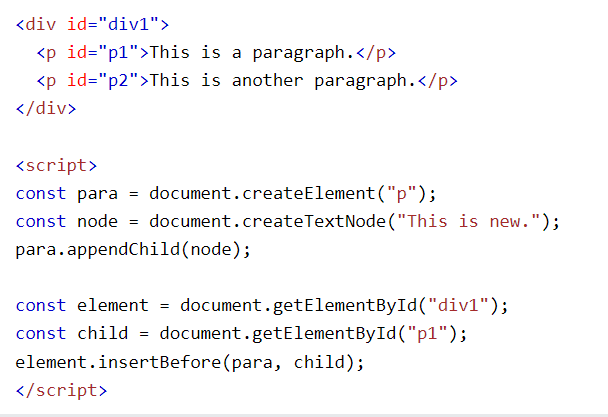 <div id="div1">
  <p id="p1">This is a paragraph.</p>
  <p id="p2">This is another paragraph.</p>
</div>

<script>
const para = document.createElement("p");
const node = document.createTextNode("This is new.");
para.appendChild(node);

const element = document.getElementById("div1");
const child = document.getElementById("p1");
element.insertBefore(para, child);
</script>